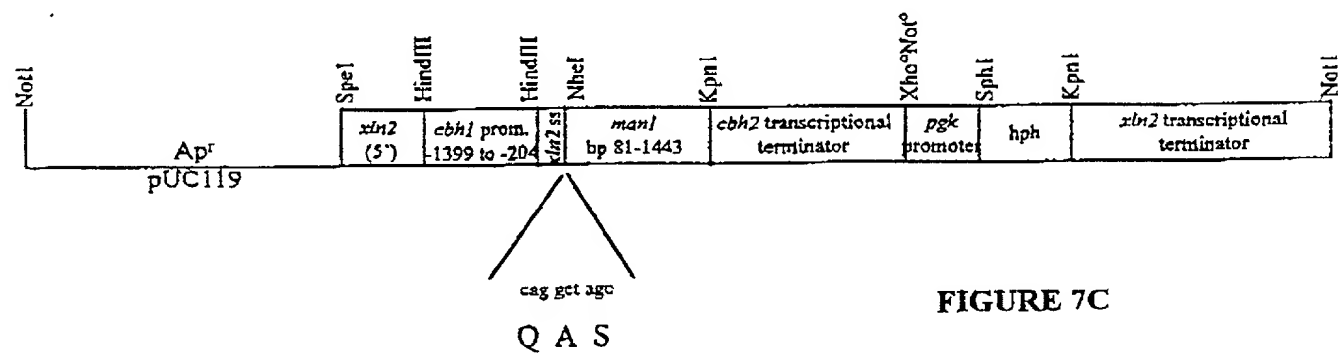 NotI
SpeI
HindIII
HindIII
NheI
KpnI
Xho°Not°
SphI
KpnI
NotI
Apʳ
pUC119
xln2
(5')
cbh1 prom.
-1399 to -204
xln2 ss
man1
bp 81-1443
cbh2 transcriptional
terminator
pgk
promoter
hph
xln2 transcriptional
terminator
cag gct agc
Q A S
FIGURE 7C